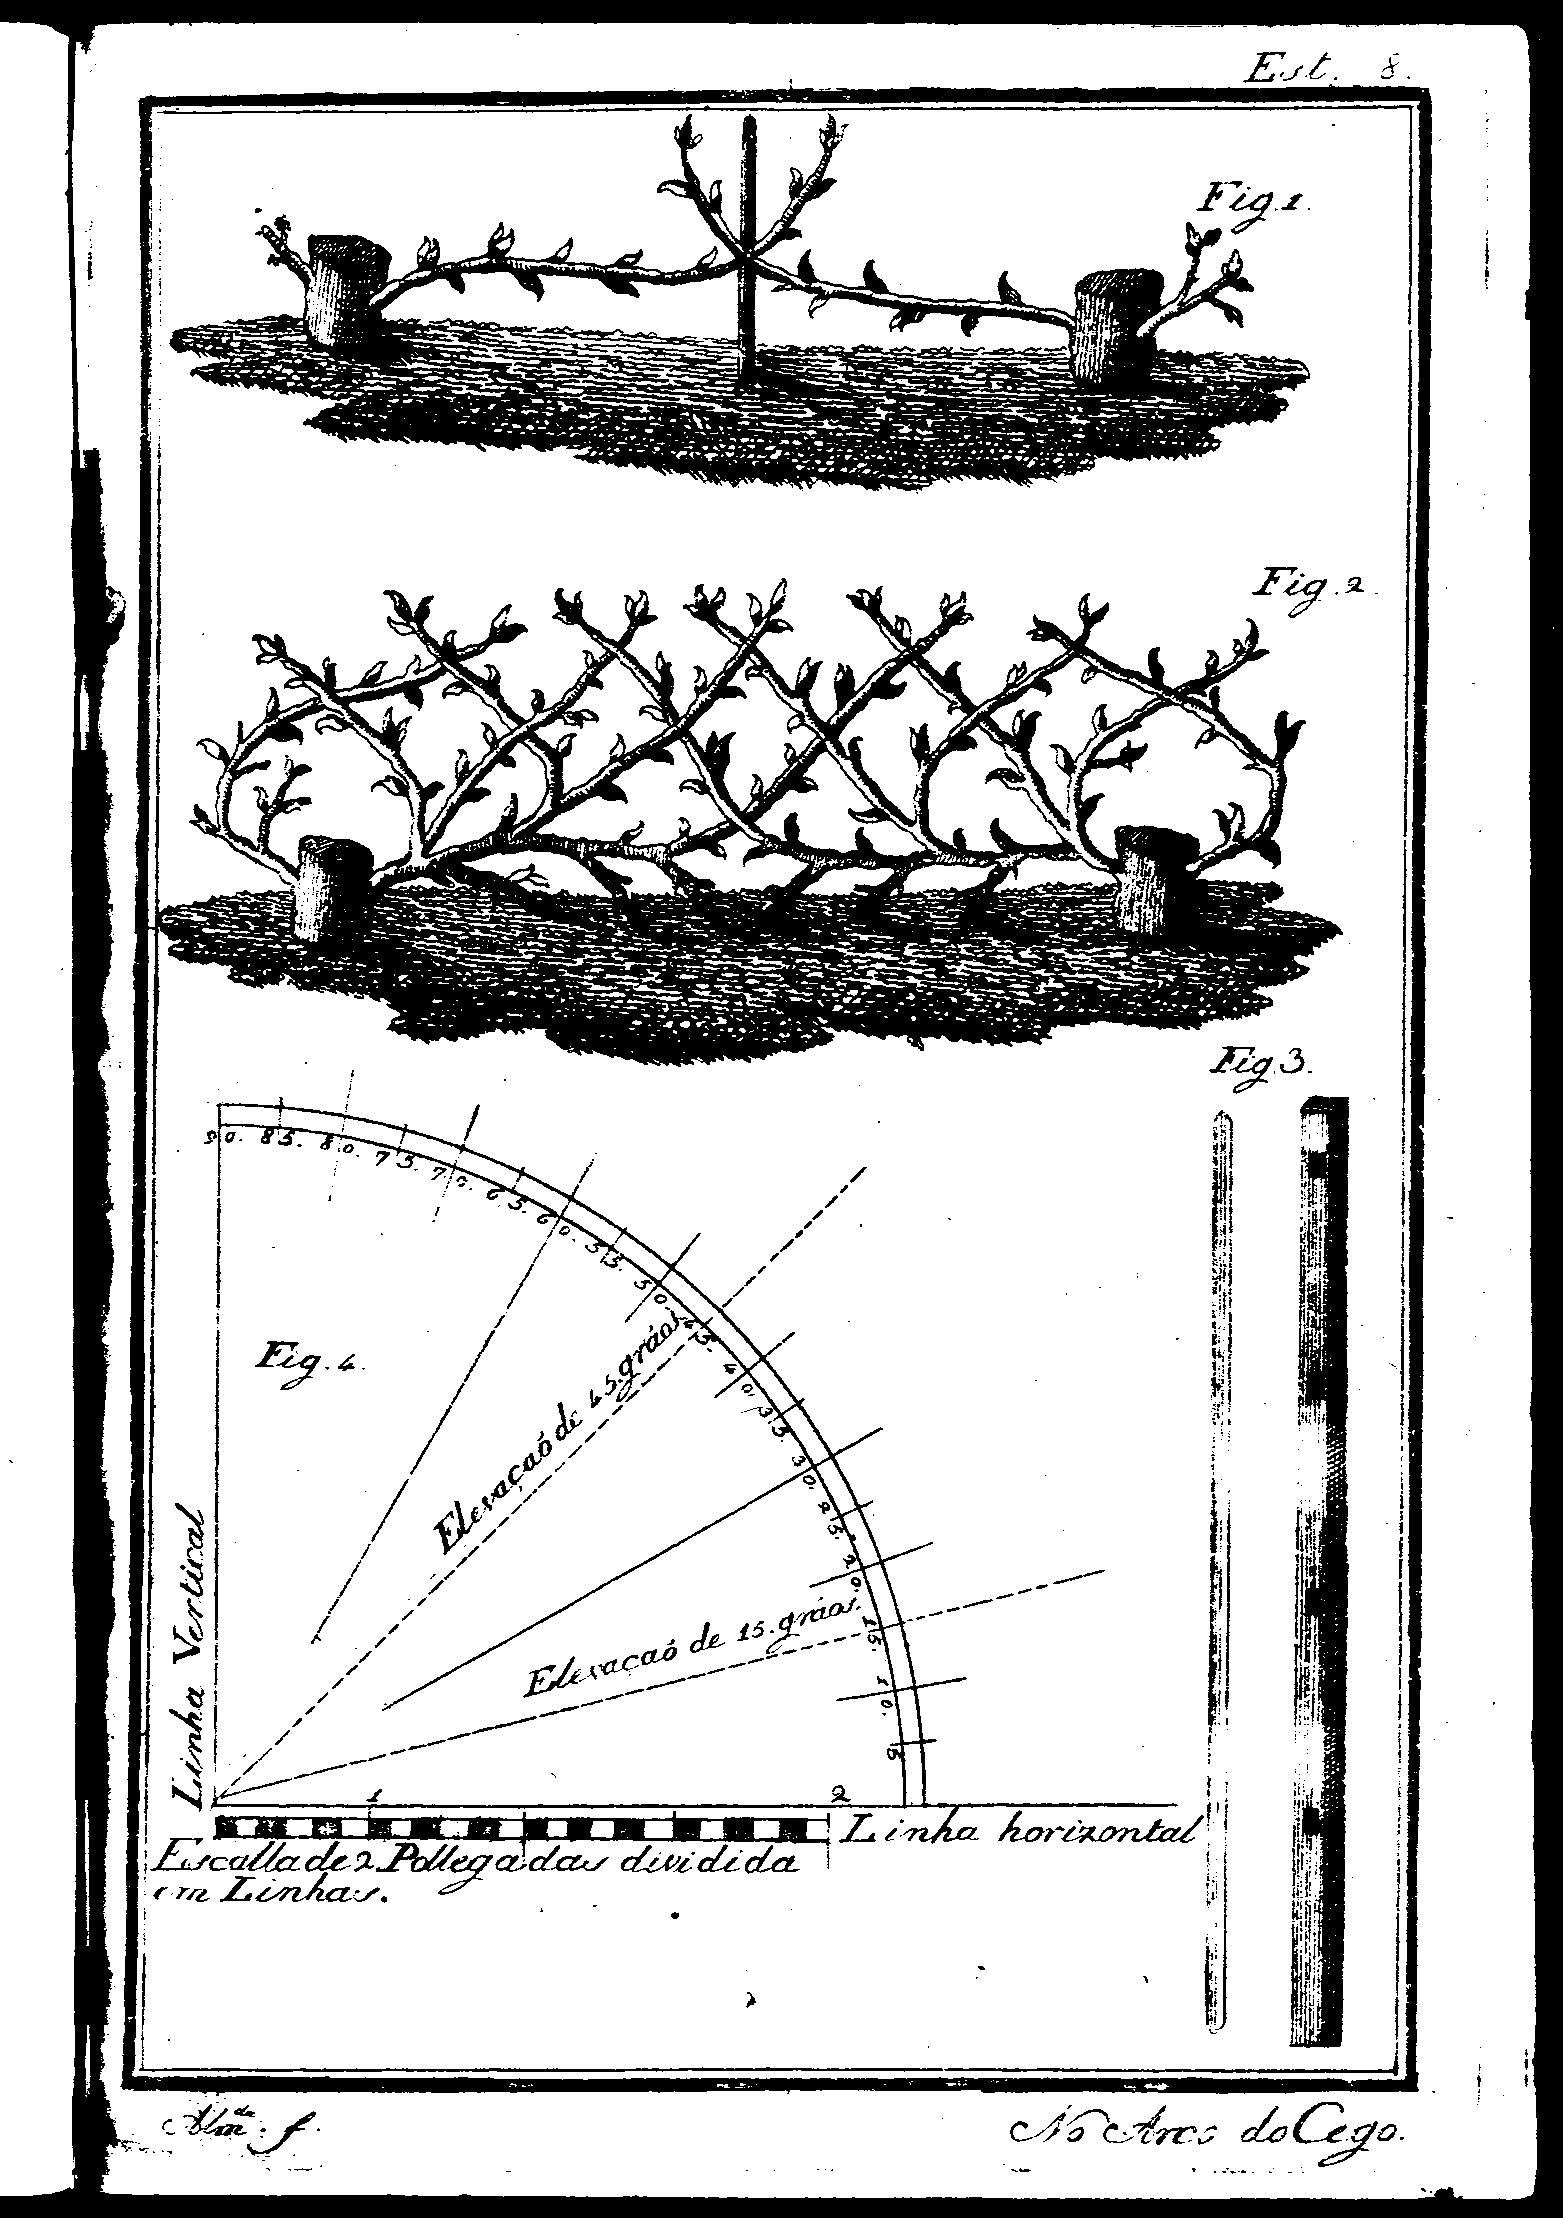 Est. 8.
Fig.1.
Fig.2.
Fig.3.
90. 85. 80. 75. 70. 65. 60. 55. 50. 45. 40. 35. 30. 25. 20. 15. 10. 5
Fig.4.
Elevaçaó de 45.gráos.
Elevaçaó de 15.gráos.
Linha Vertical
1 2
Linha horizontal
Escalla de 2 Pollegadas dividida
em Linhas.
Alm.da f.
No Arco do Cego.